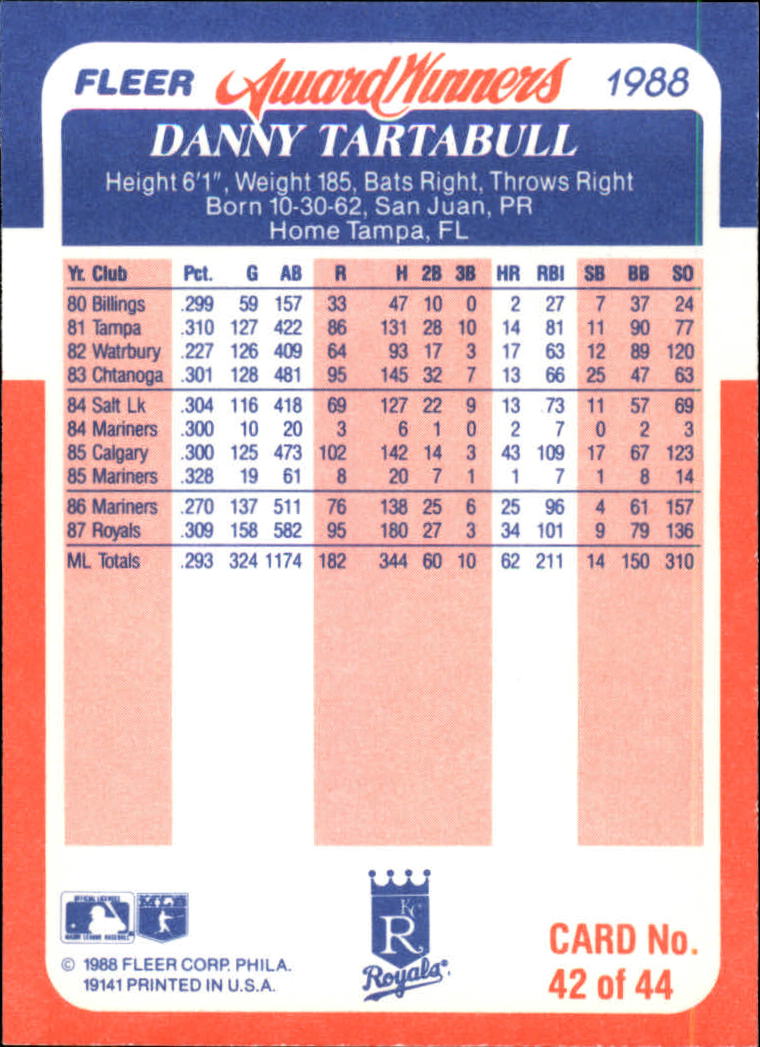 FLEER Award Winners 1988
DANNY TARTABULL
Height 6'1", Weight 185, Bats Right, Throws Right
Born 10-30-62, San Juan, PR
Home Tampa, FL
Yr. Club Pct. G AB R H 2B 3B HR RBI SB BB SO
80 Billings .299 59 157 33 47 10 0 2 27 7 37 24
81 Tampa .310 127 422 86 131 28 10 14 81 11 90 77
82 Watrbury .227 126 409 64 93 17 3 17 63 12 89 120
83 Chtanoga .301 128 481 95 145 32 7 13 66 25 47 63
84 Salt Lk .304 116 418 69 127 22 9 13 73 11 57 69
84 Mariners .300 10 20 3 6 1 0 2 7 0 2 3
85 Calgary .300 125 473 102 142 14 3 43 109 17 67 123
85 Mariners .328 19 61 8 20 7 1 1 7 1 8 14
86 Mariners .270 137 511 76 138 25 6 25 96 4 61 157
87 Royals .309 158 582 95 180 27 3 34 101 9 79 136
ML Totals .293 324 1174 182 344 60 10 62 211 14 150 310
OFFICIAL LICENSEE
MAJOR LEAGUE BASEBALL
KC
R
Royals
© 1988 FLEER CORP. PHILA.
19141 PRINTED IN U.S.A.
CARD No.
42 of 44